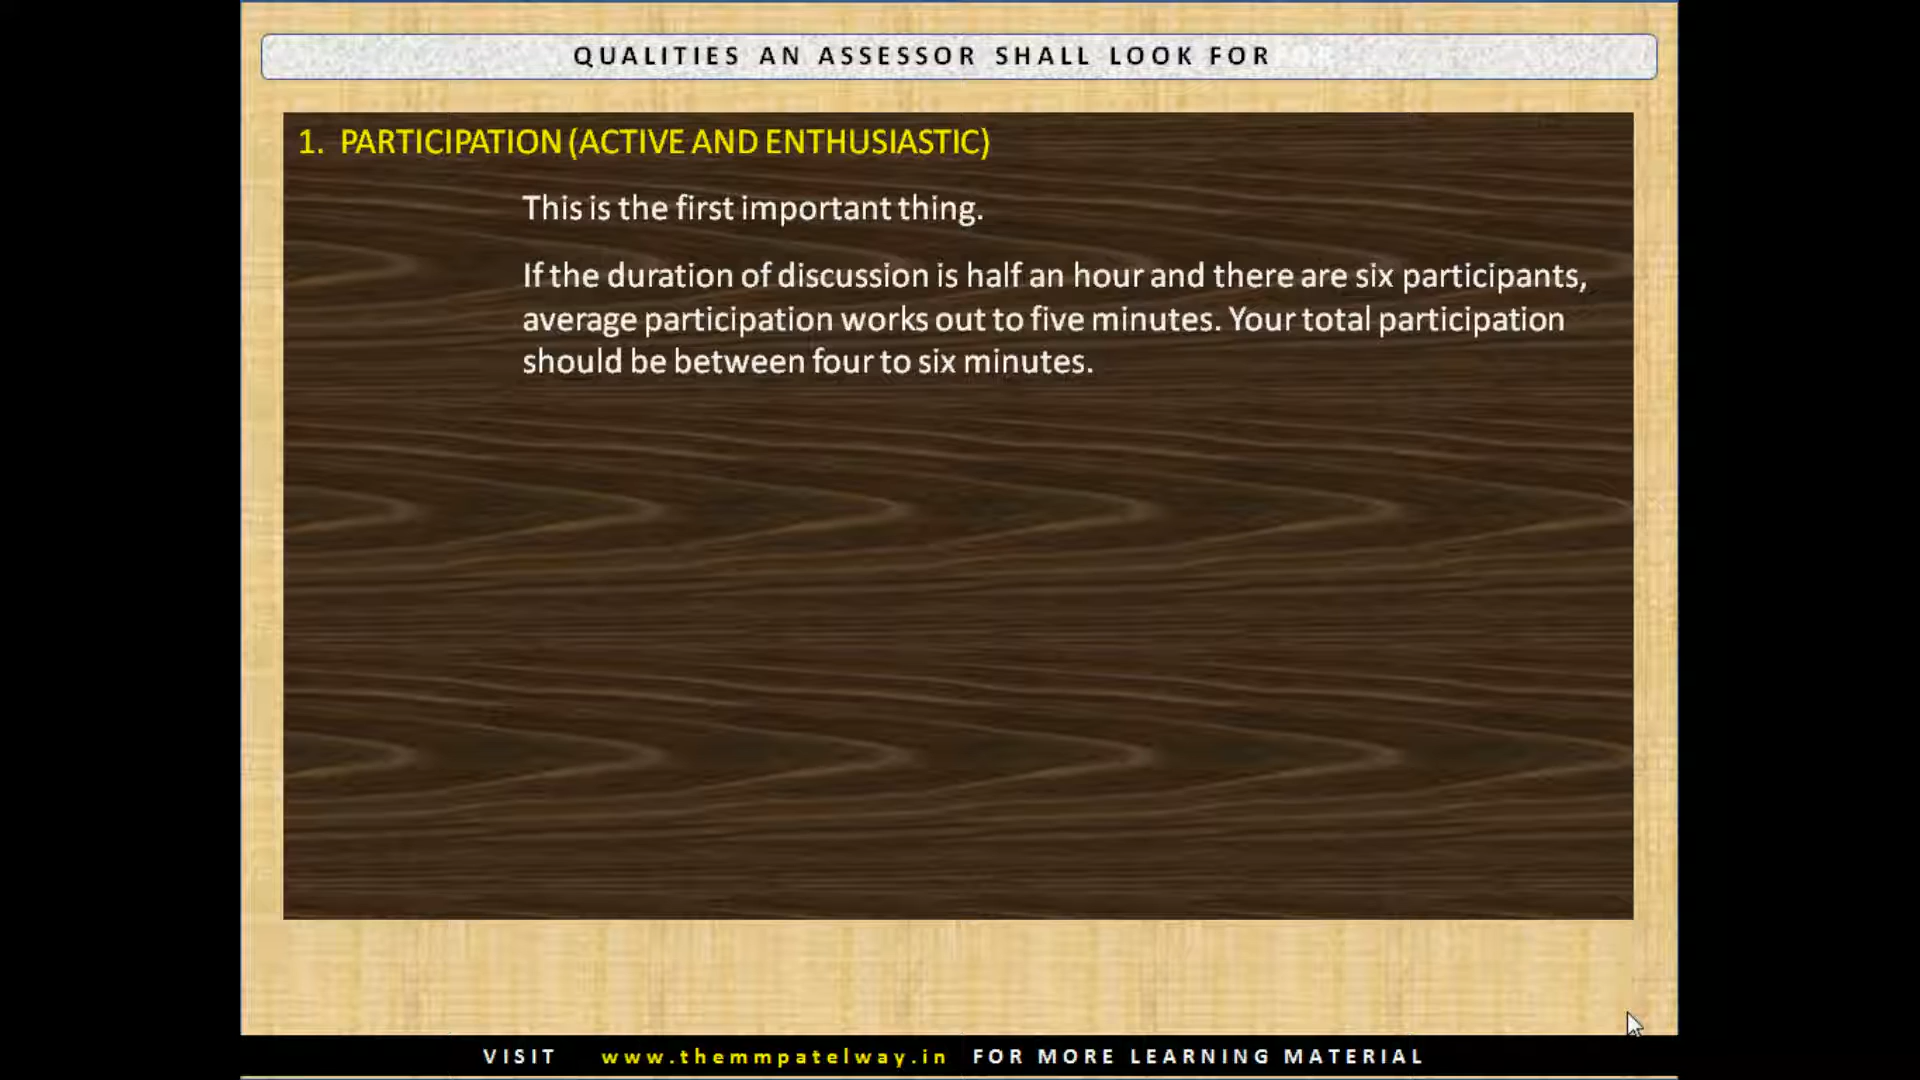 QUALITIES AN ASSESSOR SHALL LOOK FOR
1. PARTICIPATION (ACTIVE AND ENTHUSIASTIC)
This is the first important thing.
If the duration of discussion is half an hour and there are six participants,
average participation works out to five minutes. Your total participation
should be between four to six minutes.
VISIT www.themmpatelway.in FOR MORE LEARNING MATERIAL